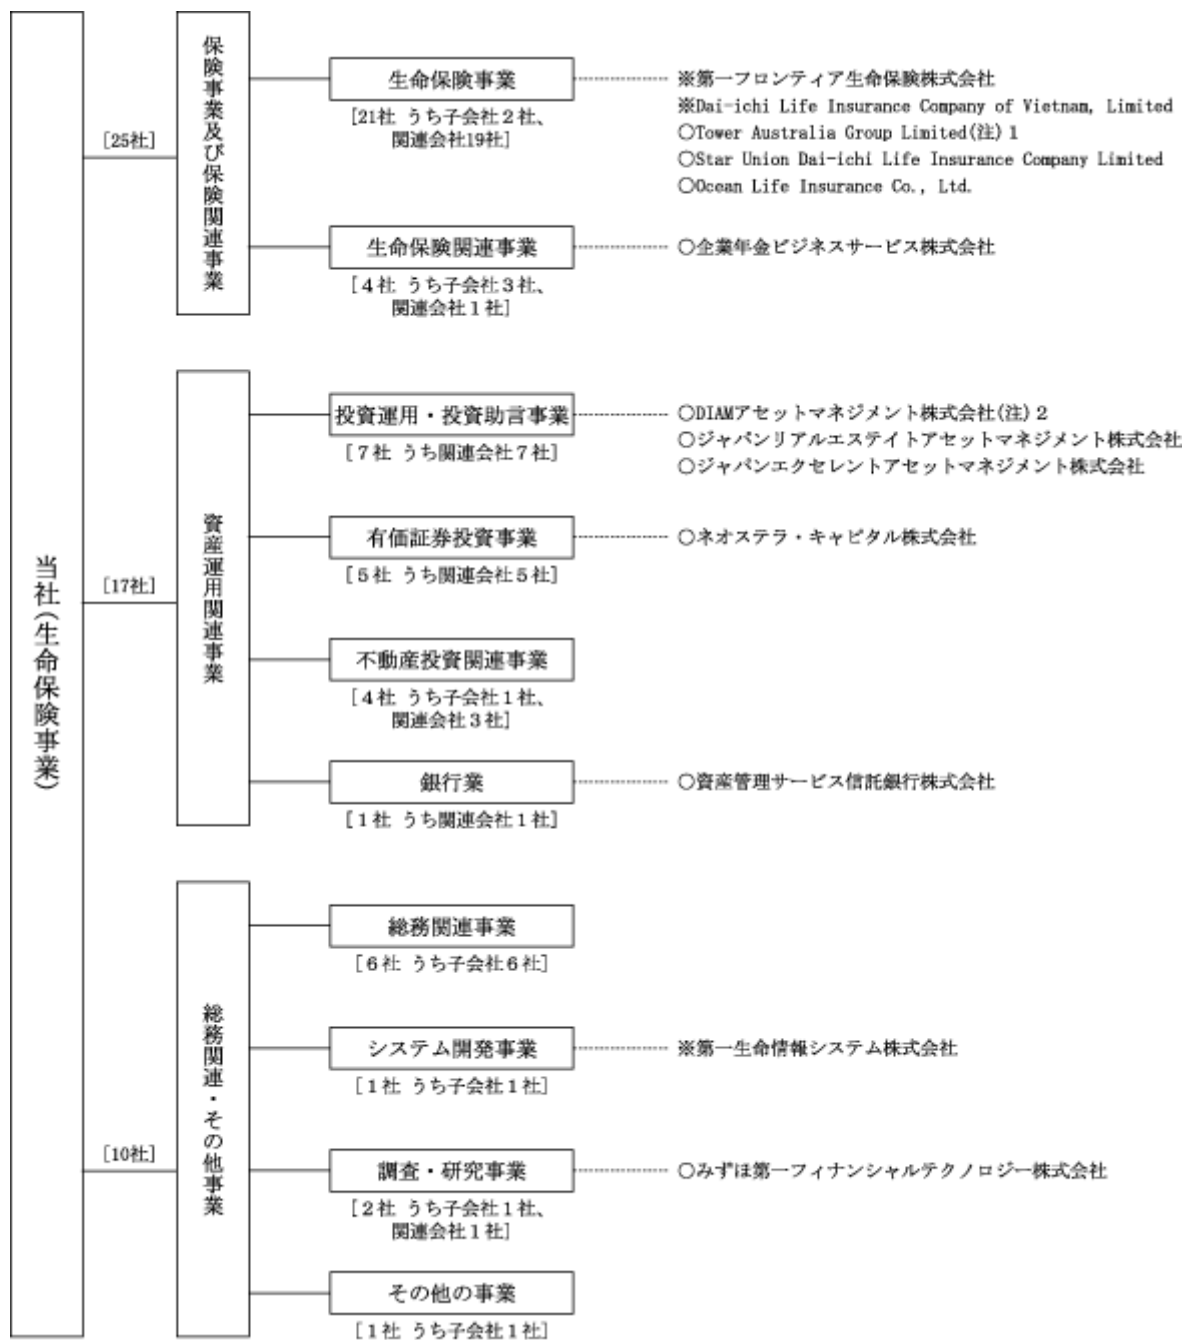 当社(生命保険事業)
[25社]
保険事業及び保険関連事業
生命保険事業
[21社 うち子会社2社、
関連会社19社]
※第一フロンティア生命保険株式会社
※Dai-ichi Life Insurance Company of Vietnam, Limited
○Tower Australia Group Limited(注)1
○Star Union Dai-ichi Life Insurance Company Limited
○Ocean Life Insurance Co., Ltd.
生命保険関連事業
[4社 うち子会社3社、
関連会社1社]
○企業年金ビジネスサービス株式会社
[17社]
資産運用関連事業
投資運用・投資助言事業
[7社 うち関連会社7社]
○DIAMアセットマネジメント株式会社(注)2
○ジャパンリアルエステイトアセットマネジメント株式会社
○ジャパンエクセレントアセットマネジメント株式会社
有価証券投資事業
[5社 うち関連会社5社]
○ネオステラ・キャピタル株式会社
不動産投資関連事業
[4社 うち子会社1社、
関連会社3社]
銀行業
[1社 うち関連会社1社]
○資産管理サービス信託銀行株式会社
[10社]
総務関連・その他事業
総務関連事業
[6社 うち子会社6社]
システム開発事業
[1社 うち子会社1社]
※第一生命情報システム株式会社
調査・研究事業
[2社 うち子会社1社、
関連会社1社]
○みずほ第一フィナンシャルテクノロジー株式会社
その他の事業
[1社 うち子会社1社]